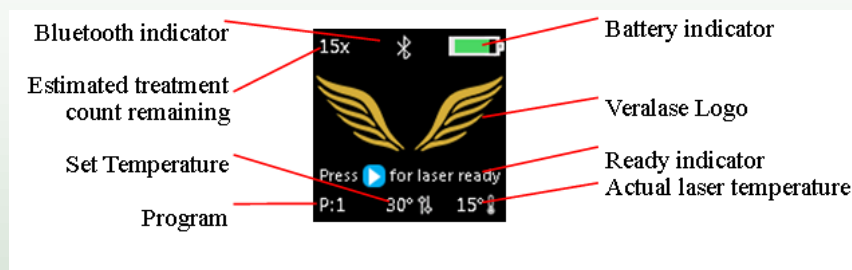 Bluetooth indicator
Estimated treatment
count remaining
Set Temperature
Program
15x
Press for laser ready
P:1 30° 15°
Battery indicator
Veralase Logo
Ready indicator
Actual laser temperature